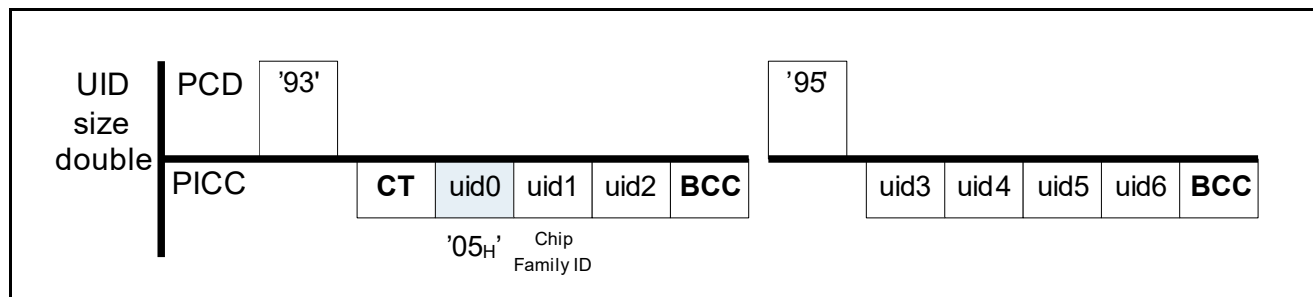 UID
size
double
PCD '93' '95'
PICC CT uid0 uid1 uid2 BCC uid3 uid4 uid5 uid6 BCC
'05H' Chip
Family ID